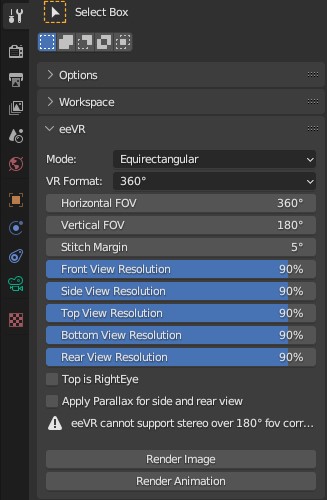 Select Box
Options
Workspace
eeVR
Mode: Equirectangular
VR Format: 360°
Horizontal FOV 360°
Vertical FOV 180°
Stitch Margin 5°
Front View Resolution 90%
Side View Resolution 90%
Top View Resolution 90%
Bottom View Resolution 90%
Rear View Resolution 90%
Top is RightEye
Apply Parallax for side and rear view
eeVR cannot support stereo over 180° fov corr...
Render Image
Render Animation